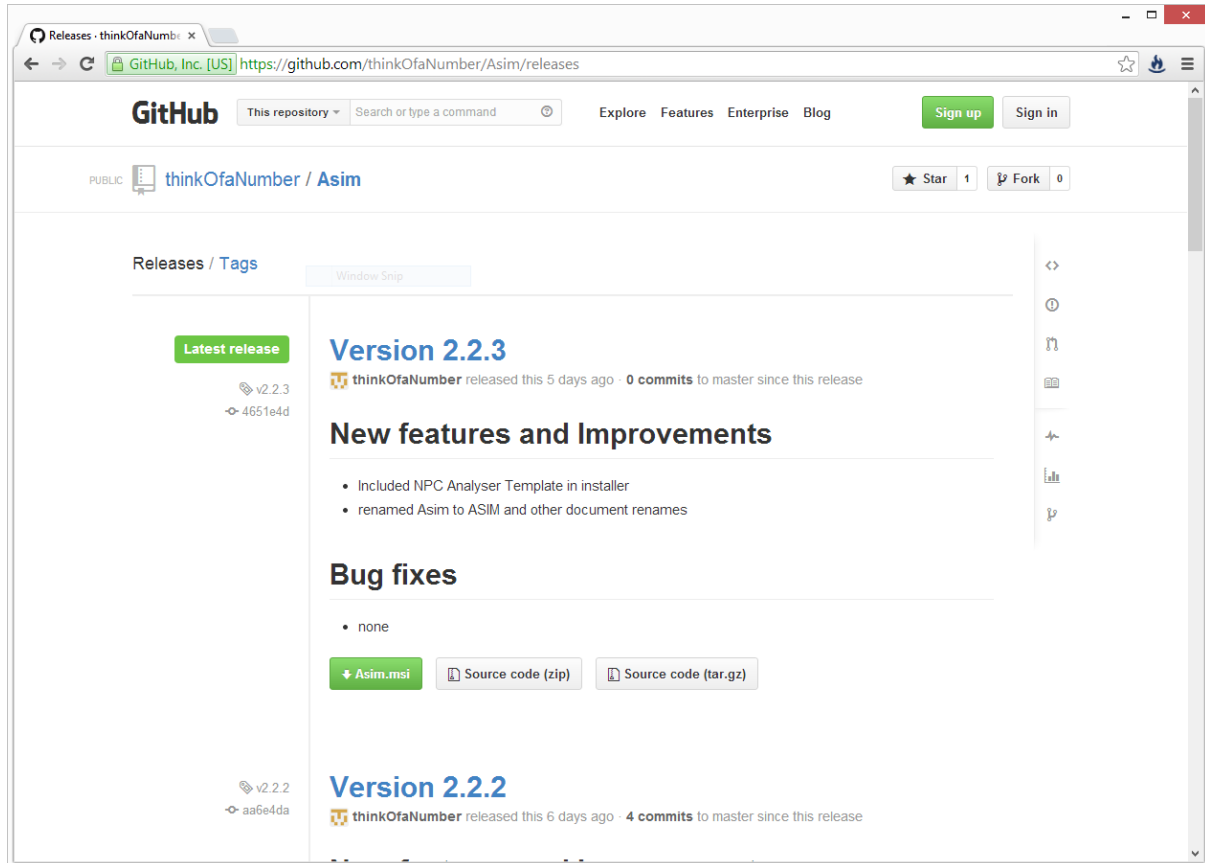 Releases · thinkOfaNumbe
GitHub, Inc. [US] https://github.com/thinkOfaNumber/Asim/releases
GitHub This repository Search or type a command Explore Features Enterprise Blog Sign up Sign in
PUBLIC thinkOfaNumber / Asim Star 1 Fork 0
Releases / Tags
Window Snip
Latest release
v2.2.3
4651e4d
Version 2.2.3
thinkOfaNumber released this 5 days ago · 0 commits to master since this release
New features and Improvements
• Included NPC Analyser Template in installer
• renamed Asim to ASIM and other document renames
Bug fixes
• none
Asim.msi Source code (zip) Source code (tar.gz)
v2.2.2
aa6e4da
Version 2.2.2
thinkOfaNumber released this 6 days ago · 4 commits to master since this release